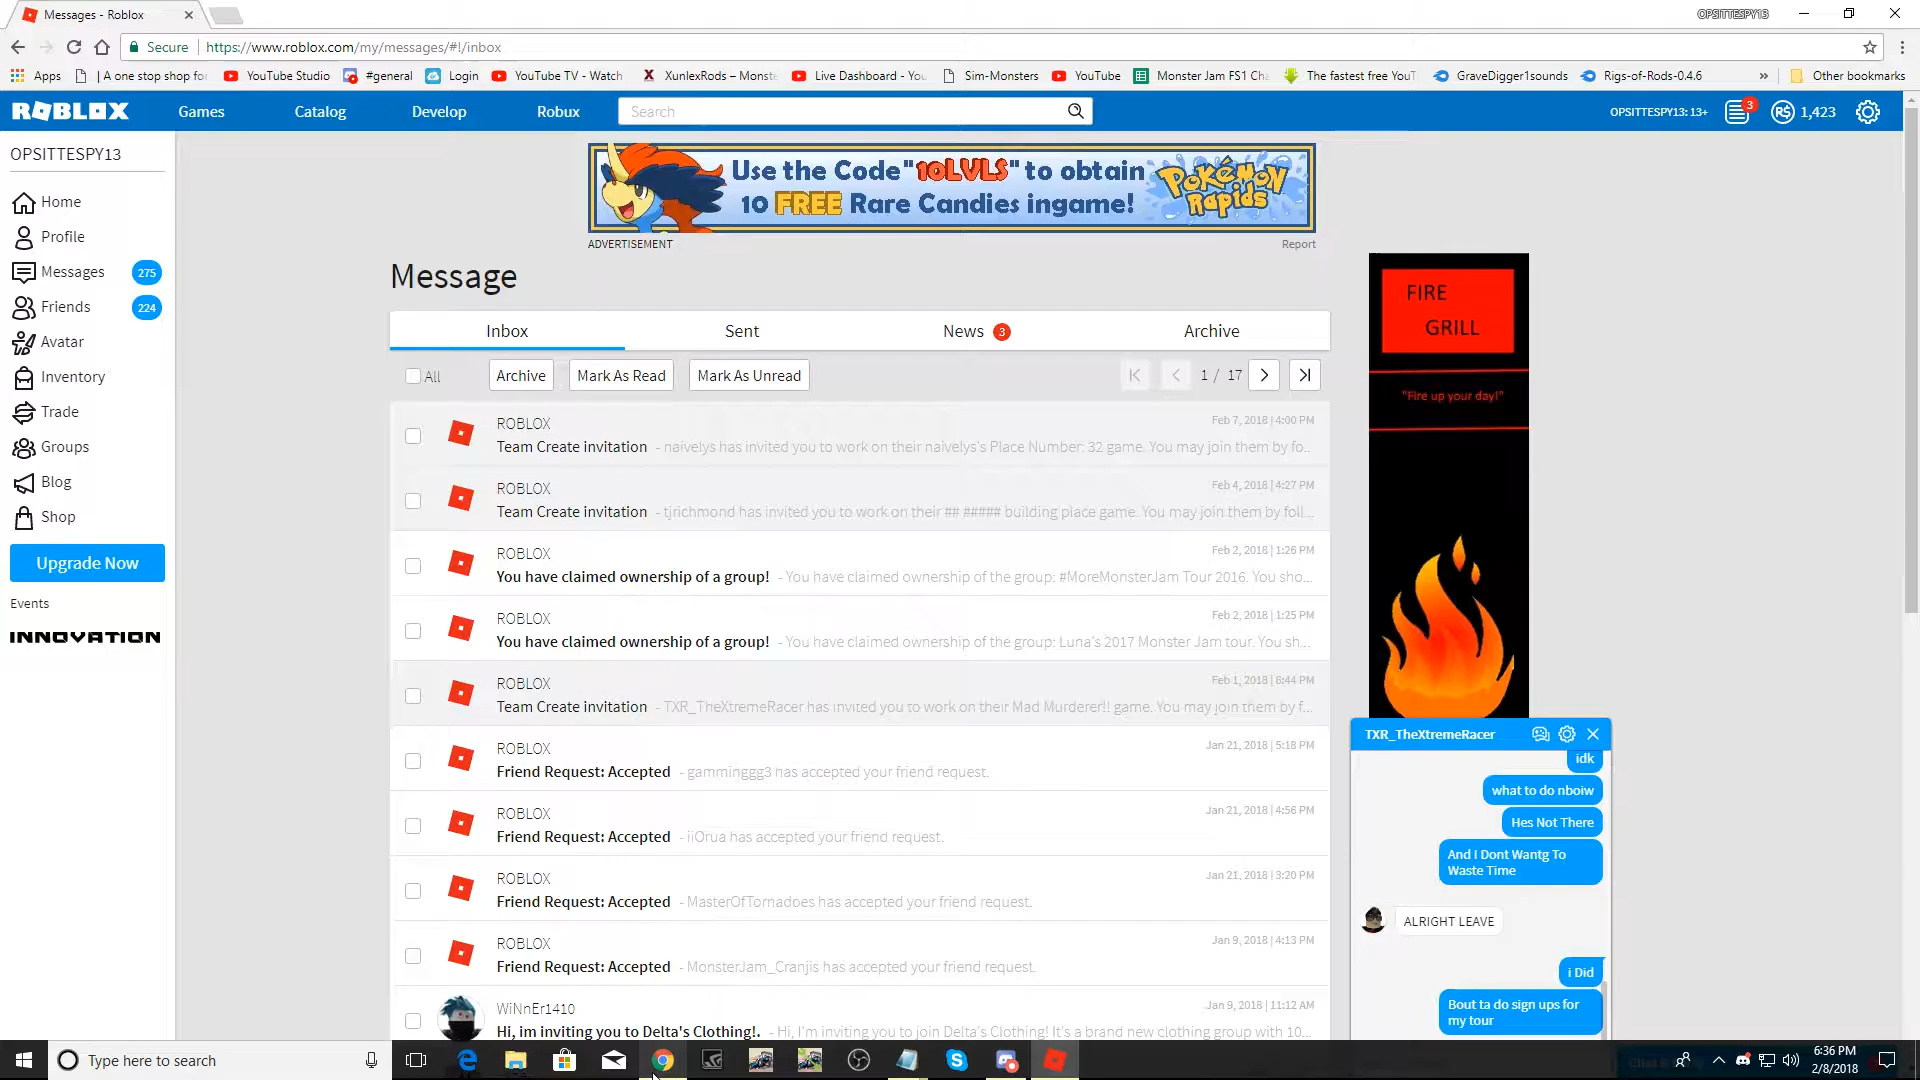 Messages - Roblox
OPSITTESPY13
Secure
https://www.roblox.com/my/messages/#!/inbox
Apps
| A one stop shop for
YouTube Studio
#general
Login
YouTube TV - Watch
XunlexRods – Monste
Live Dashboard - You
Sim-Monsters
YouTube
Monster Jam FS1 Cha
The fastest free YouT
GraveDigger1sounds
Rigs-of-Rods-0.4.6
»
Other bookmarks
ROBLOX
Games
Catalog
Develop
Robux
Search
OPSITTESPY13: 13+
3
R$
1,423
OPSITTESPY13
Home
Profile
Messages 275
Friends 224
Avatar
Inventory
Trade
Groups
Blog
Shop
Upgrade Now
Events
INNOVATION
Use the Code"10LVLS"to obtain
10 FREE Rare Candies ingame!
POKéMON
Rapids
ADVERTISEMENT
Report
Message
Inbox
Sent
News 3
Archive
All
Archive
Mark As Read
Mark As Unread
1 / 17
ROBLOX
Feb 7, 2018 | 4:00 PM
Team Create invitation - naivelys has invited you to work on their naivelys's Place Number: 32 game. You may join them by fo...
ROBLOX
Feb 4, 2018 | 4:27 PM
Team Create invitation - tjrichmond has invited you to work on their ## ##### building place game. You may join them by foll...
ROBLOX
Feb 2, 2018 | 1:26 PM
You have claimed ownership of a group! - You have claimed ownership of the group: #MoreMonsterJam Tour 2016. You sho...
ROBLOX
Feb 2, 2018 | 1:25 PM
You have claimed ownership of a group! - You have claimed ownership of the group: Luna's 2017 Monster Jam tour. You sh...
ROBLOX
Feb 1, 2018 | 6:44 PM
Team Create invitation - TXR_TheXtremeRacer has invited you to work on their Mad Murderer!! game. You may join them by f...
ROBLOX
Jan 21, 2018 | 5:18 PM
Friend Request: Accepted - gamminggg3 has accepted your friend request.
ROBLOX
Jan 21, 2018 | 4:56 PM
Friend Request: Accepted - iiOrua has accepted your friend request.
ROBLOX
Jan 21, 2018 | 3:20 PM
Friend Request: Accepted - MasterOfTornadoes has accepted your friend request.
ROBLOX
Jan 9, 2018 | 4:13 PM
Friend Request: Accepted - MonsterJam_Cranjis has accepted your friend request.
WiNnEr1410
Jan 9, 2018 | 11:12 AM
Hi, im inviting you to Delta's Clothing!. - Hi, I'm inviting you to join Delta's Clothing! It's a brand new clothing group with 10...
FIRE
GRILL
"Fire up your day!"
TXR_TheXtremeRacer
idk
what to do nboiw
Hes Not There
And I Dont Wantg To
Waste Time
ALRIGHT LEAVE
i Did
Bout ta do sign ups for
my tour
Type here to search
6:36 PM
2/8/2018